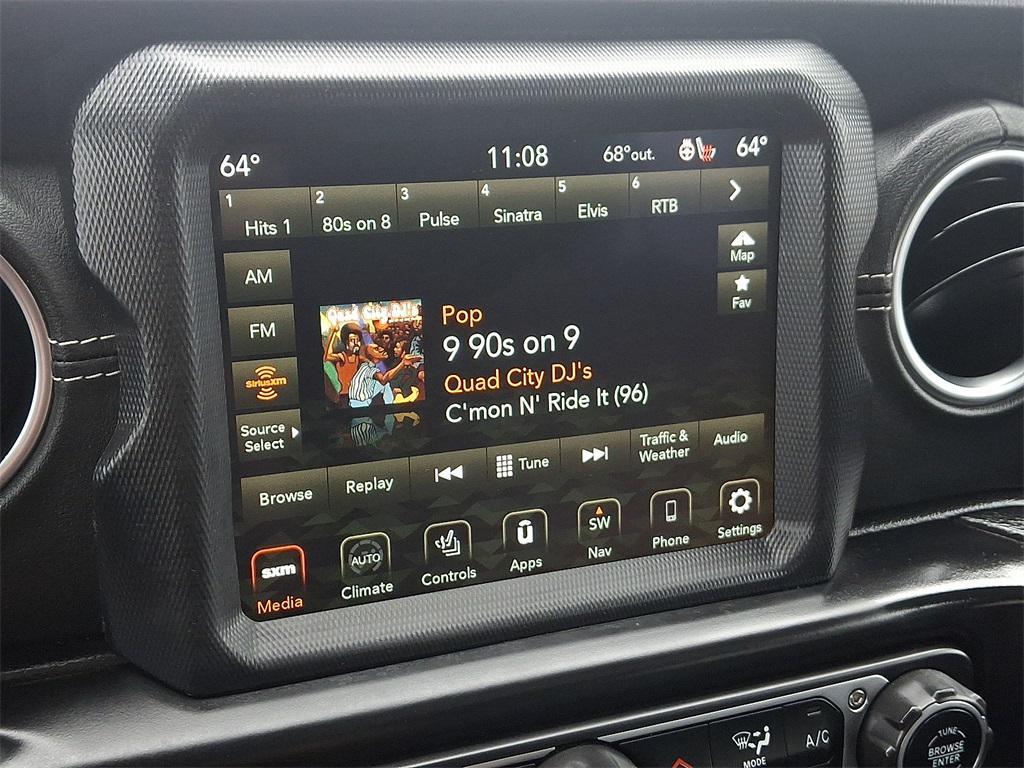 64° 11:08 68°out. 64°
1 Hits 1 2 80s on 8 3 Pulse 4 Sinatra 5 Elvis 6 RTB
AM
Map
Fav
FM
Quad City DJ's
Pop
9 90s on 9
SiriusXM
Quad City DJ's
C'mon N' Ride It (96)
Source
Select
Browse Replay Tune Traffic &
Weather
Audio
sxm
Media
AUTO
Climate
Controls
ū
Apps
SW
Nav
Phone
Settings
MODE
A/C
TUNE
BROWSE
ENTER